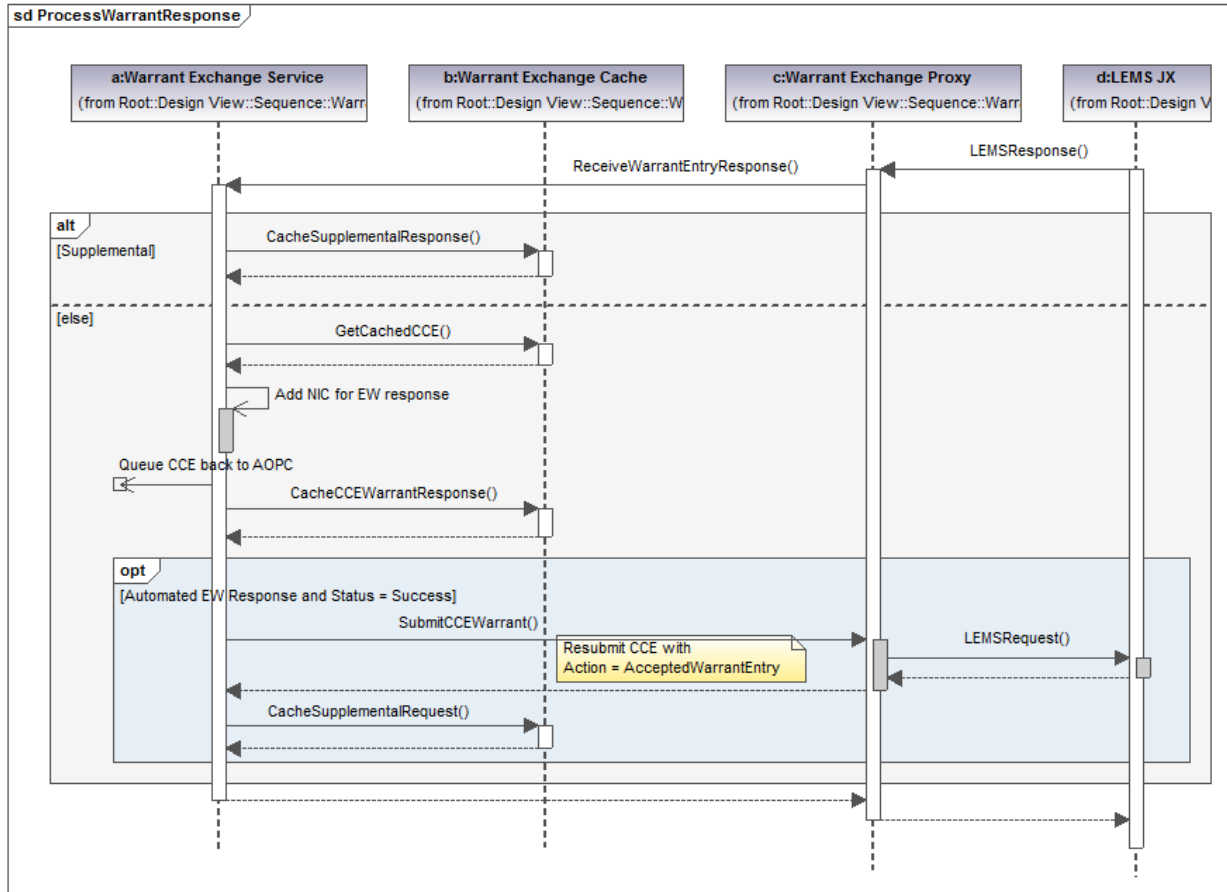 sd ProcessWarrantResponse
a:Warrant Exchange Service
(from Root::Design View::Sequence::Warr
b:Warrant Exchange Cache
(from Root::Design View::Sequence::W
c:Warrant Exchange Proxy
(from Root::Design View::Sequence::Warr
d:LEMS JX
(from Root::Design V
LEMSResponse()
ReceiveWarrantEntryResponse()
alt
[Supplemental]
CacheSupplementalResponse()
[else]
GetCachedCCE()
Add NIC for EW response
Queue CCE back to AOPC
CacheCCEWarrantResponse()
opt
[Automated EW Response and Status = Success]
SubmitCCEWarrant()
Resubmit CCE with
Action = AcceptedWarrantEntry
LEMSRequest()
CacheSupplementalRequest()